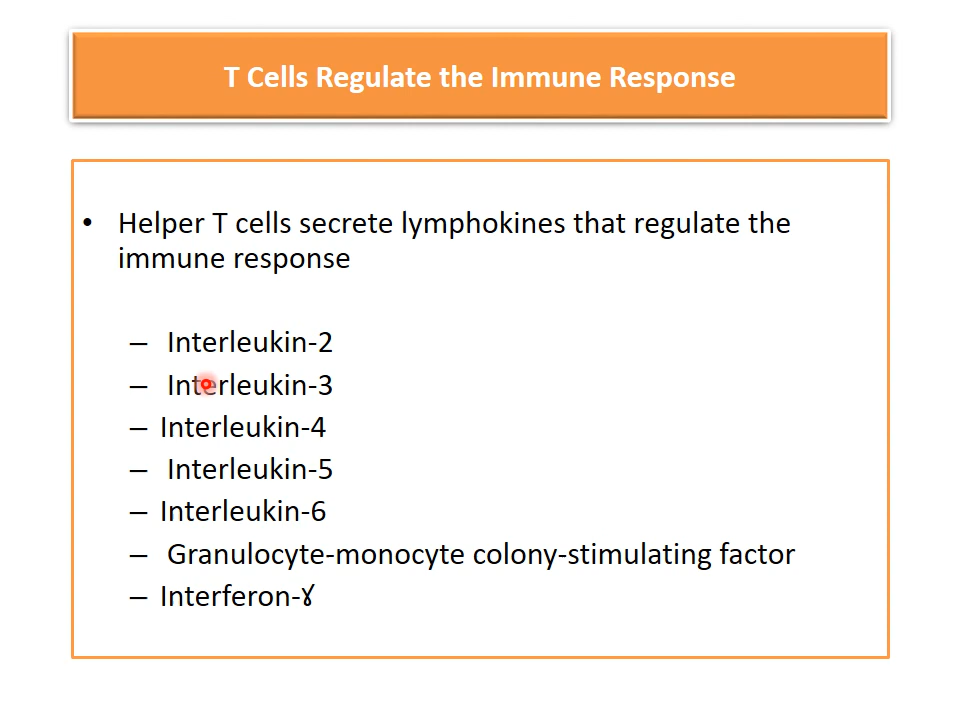 T Cells Regulate the Immune Response
• Helper T cells secrete lymphokines that regulate the
immune response
– Interleukin-2
– Interleukin-3
– Interleukin-4
– Interleukin-5
– Interleukin-6
– Granulocyte-monocyte colony-stimulating factor
– Interferon-Ɣ